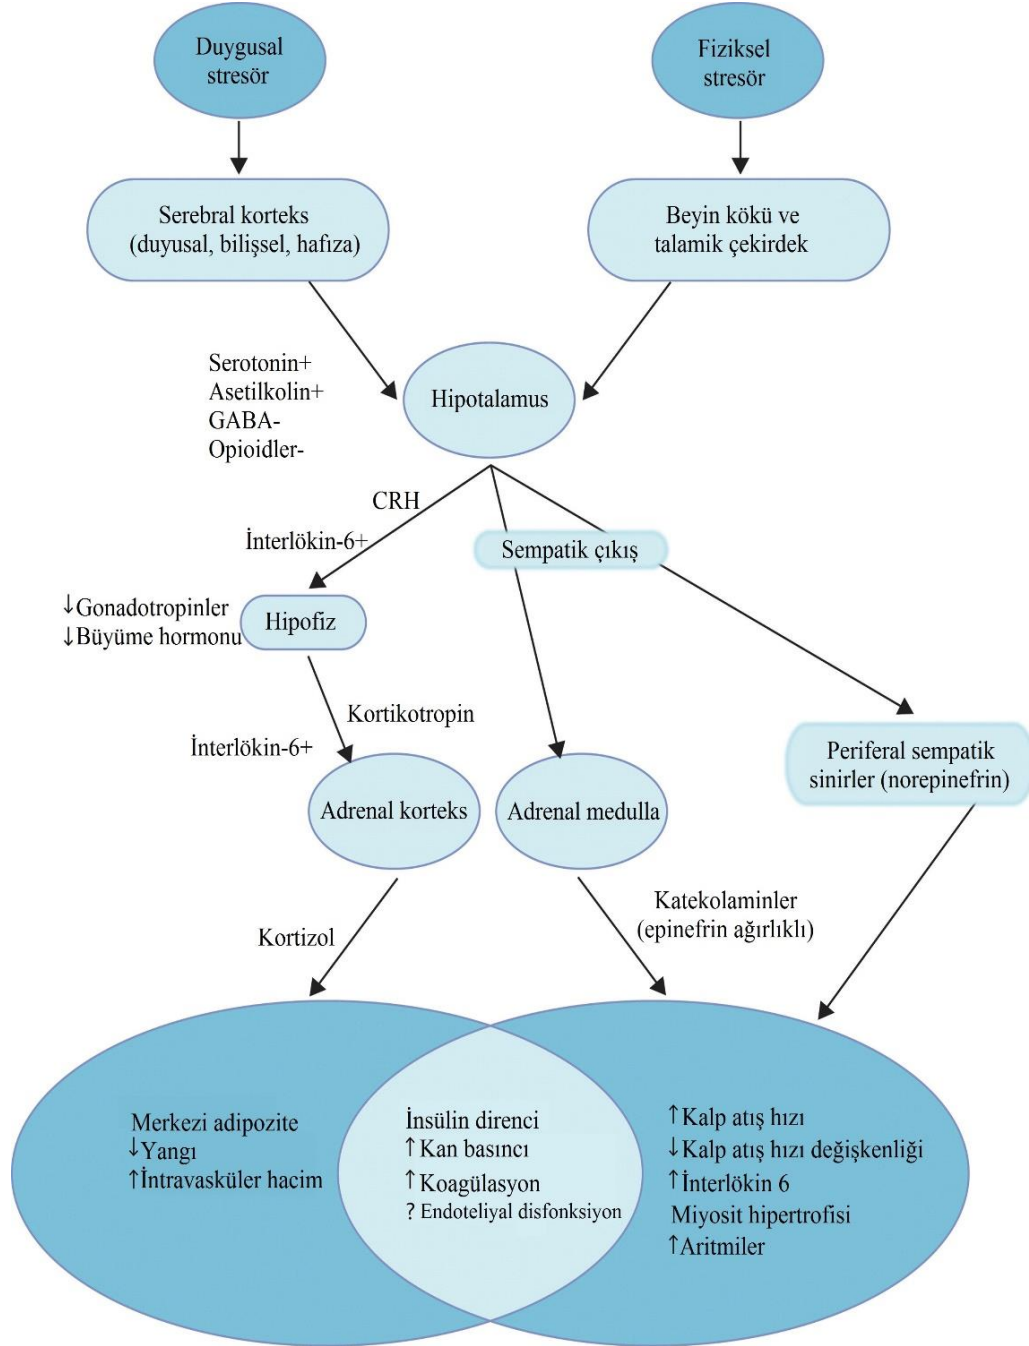 Duygusal
stresör
Fiziksel
stresör
Serebral korteks
(duyusal, bilişsel, hafıza)
Beyin kökü ve
talamik çekirdek
Serotonin+
Asetilkolin+
GABA-
Opioidler-
Hipotalamus
CRH
İnterlökin-6+
Sempatik çıkış
↓Gonadotropinler
↓Büyüme hormonu
Hipofiz
Kortikotropin
İnterlökin-6+
Periferal sempatik
sinirler (norepinefrin)
Adrenal korteks
Adrenal medulla
Katekolaminler
(epinefrin ağırlıklı)
Kortizol
Merkezi adipozite
↓Yangı
↑İntravasküler hacim
İnsülin direnci
↑Kan basıncı
↑Koagülasyon
? Endoteliyal disfonksiyon
↑Kalp atış hızı
↓Kalp atış hızı değişkenliği
↑İnterlökin 6
Miyosit hipertrofisi
↑Aritmiler